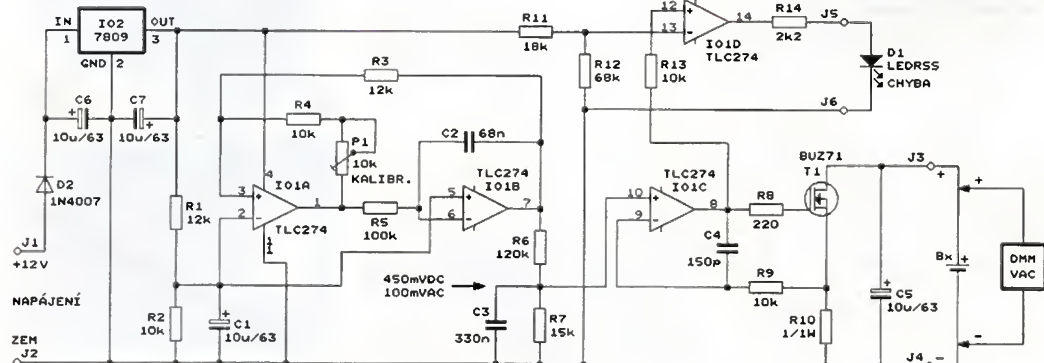 IN IO2 OUT
1 7809 3
GND 2
C6 C7
+ +
10u/63 10u/63
D2
1N4007
J1
+12V
NAPÁJENÍ
ZEM
J2
R1
12k
R2
10k
+
C1
10u/63
R3
12k
R4
10k
P1
10k
KALIBR.
4
3 + IO1A
2 - 1
TLC274
11
R5
100k
C2 68n
TLC274
IO1B
5 +
6 - 7
R6
120k
450mVDC
100mVAC
C3
330n
R7
15k
R11
18k
R12
68k
R13
10k
12 +
13 - 14
IO1D
TLC274
R14
2k2
J5
D1
LEDRSS
CHYBA
J6
TLC274
IO1C
10 +
9 - 8
R8
220
C4
150p
R9
10k
BUZ71
T1
R10
1/1W
J3
+
+
C5
10u/63
Bx +
+
DMM
VAC
-
J4 -